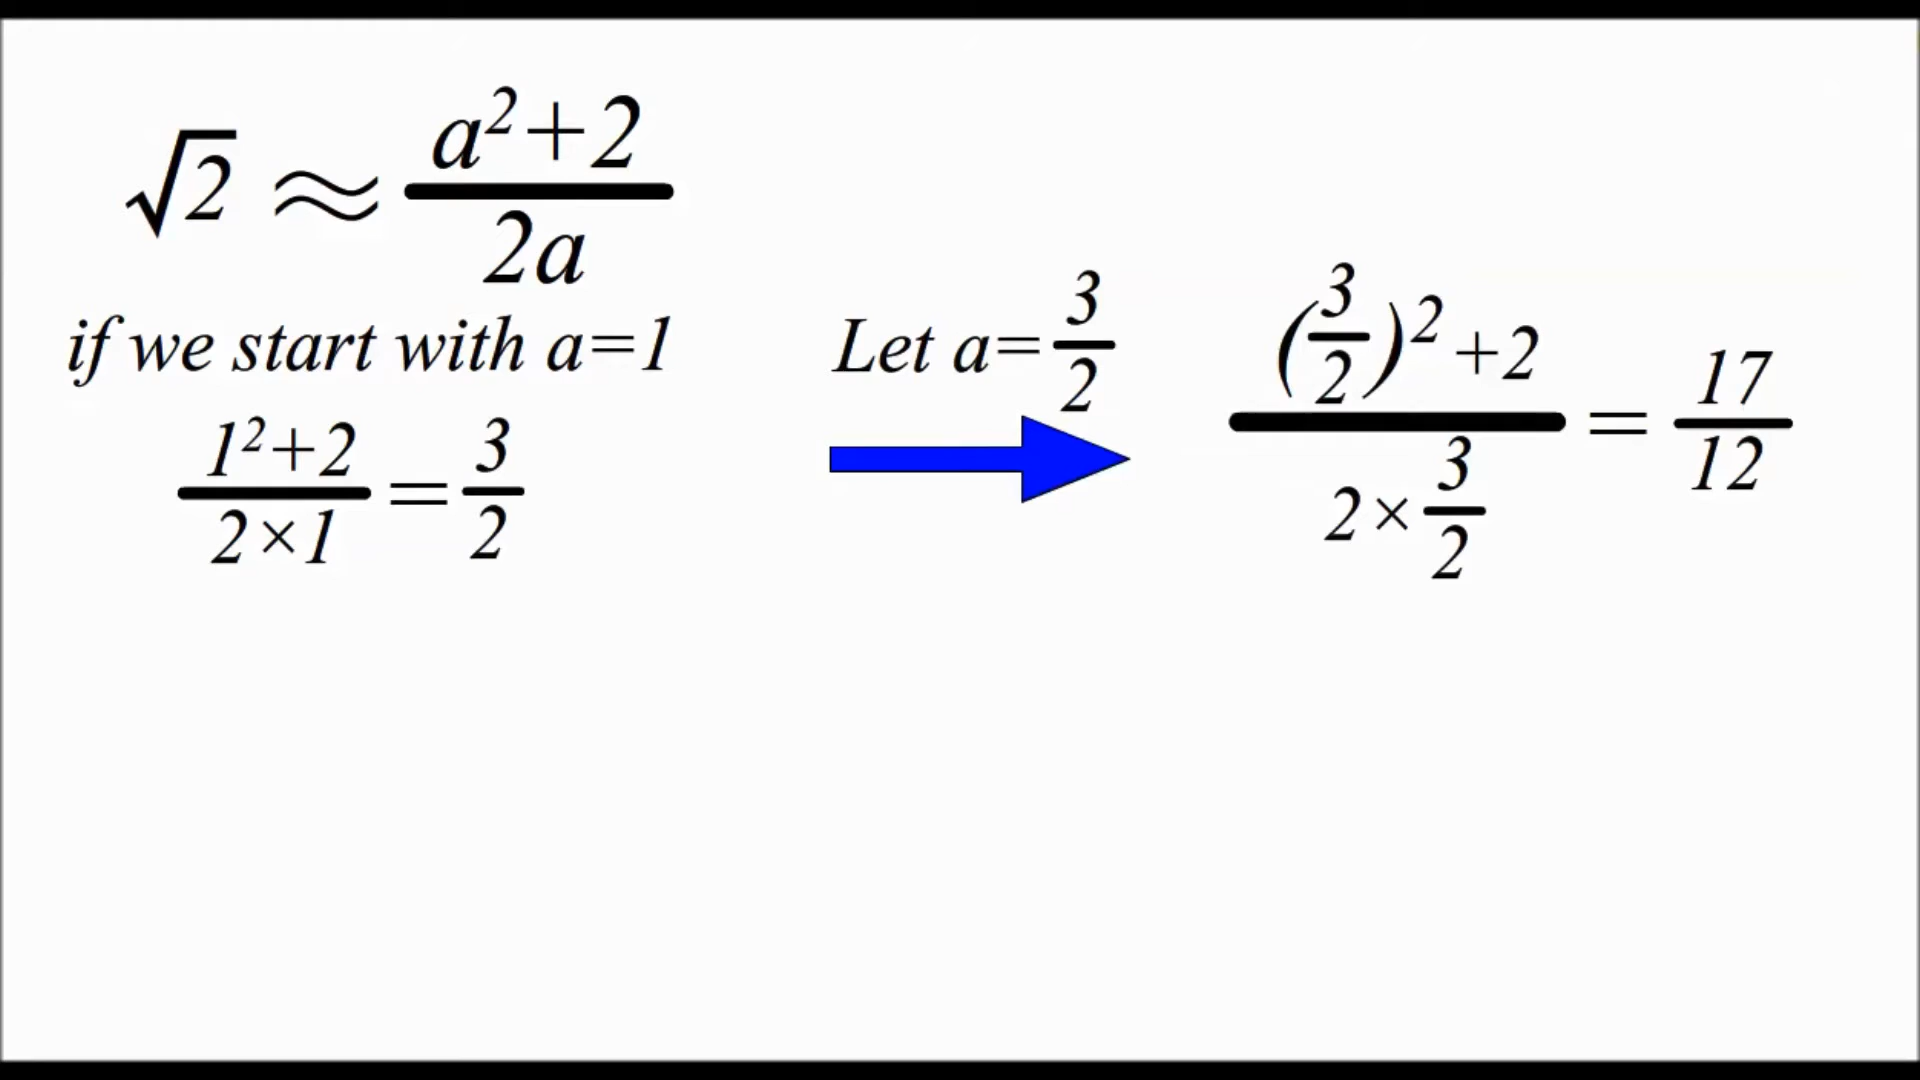 √2 ≈ (a²+2)/(2a)
if we start with a=1
(1²+2)/(2×1) = 3/2
Let a=3/2
((3/2)²+2)/(2×3/2) = 17/12